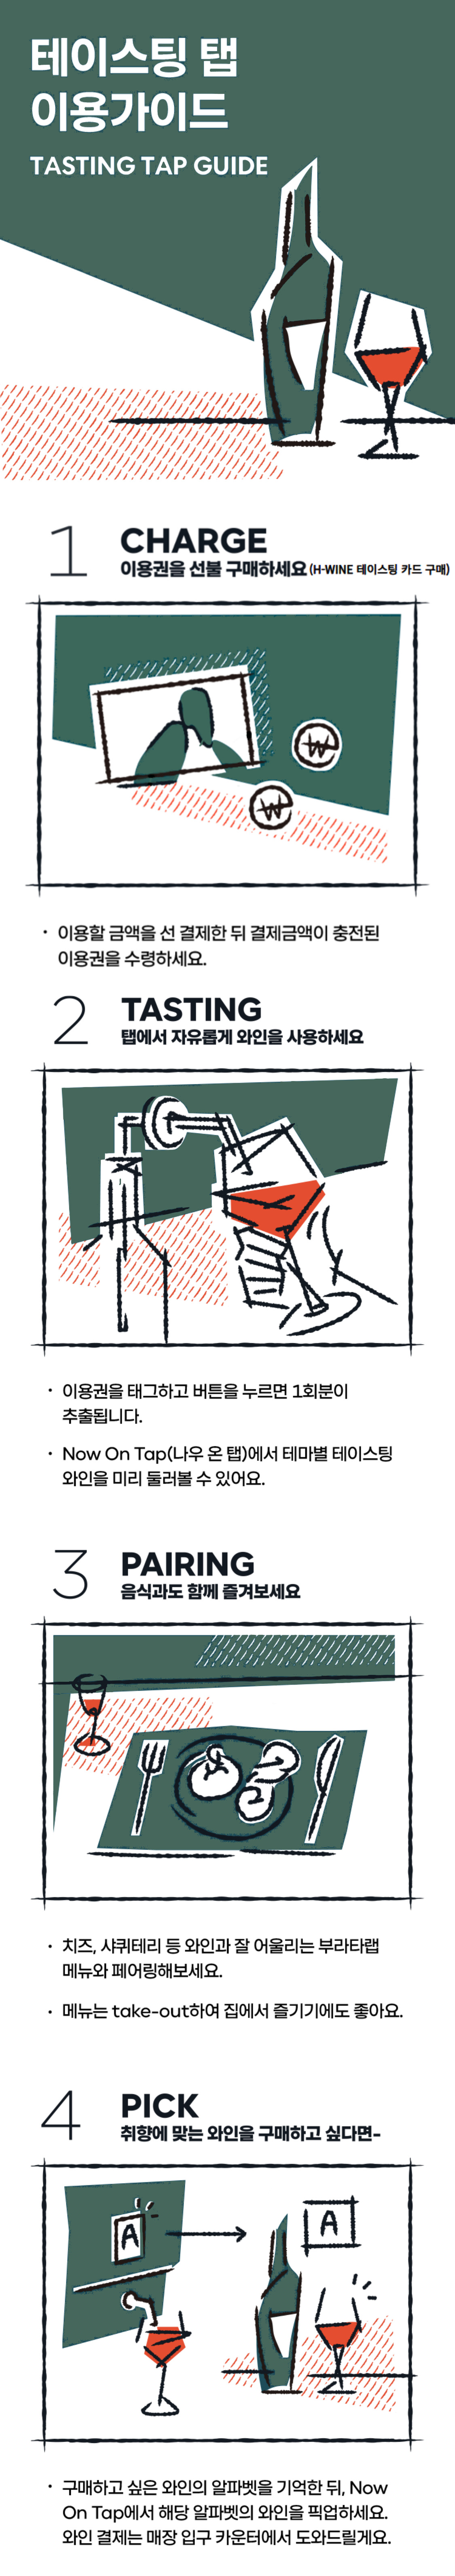 테이스팅 탭
이용가이드
TASTING TAP GUIDE
1 CHARGE
이용권을 선불 구매하세요 (H-WINE 테이스팅 카드 구매)
₩
₩
· 이용할 금액을 선 결제한 뒤 결제금액이 충전된
이용권을 수령하세요.
2 TASTING
탭에서 자유롭게 와인을 사용하세요
· 이용권을 태그하고 버튼을 누르면 1회분이
추출됩니다.
· Now On Tap(나우 온 탭)에서 테마별 테이스팅
와인을 미리 둘러볼 수 있어요.
3 PAIRING
음식과도 함께 즐겨보세요
· 치즈, 샤퀴테리 등 와인과 잘 어울리는 부라타랩
메뉴와 페어링해보세요.
· 메뉴는 take-out하여 집에서 즐기기에도 좋아요.
4 PICK
취향에 맞는 와인을 구매하고 싶다면-
A
A
· 구매하고 싶은 와인의 알파벳을 기억한 뒤, Now
On Tap에서 해당 알파벳의 와인을 픽업하세요.
와인 결제는 매장 입구 카운터에서 도와드릴게요.